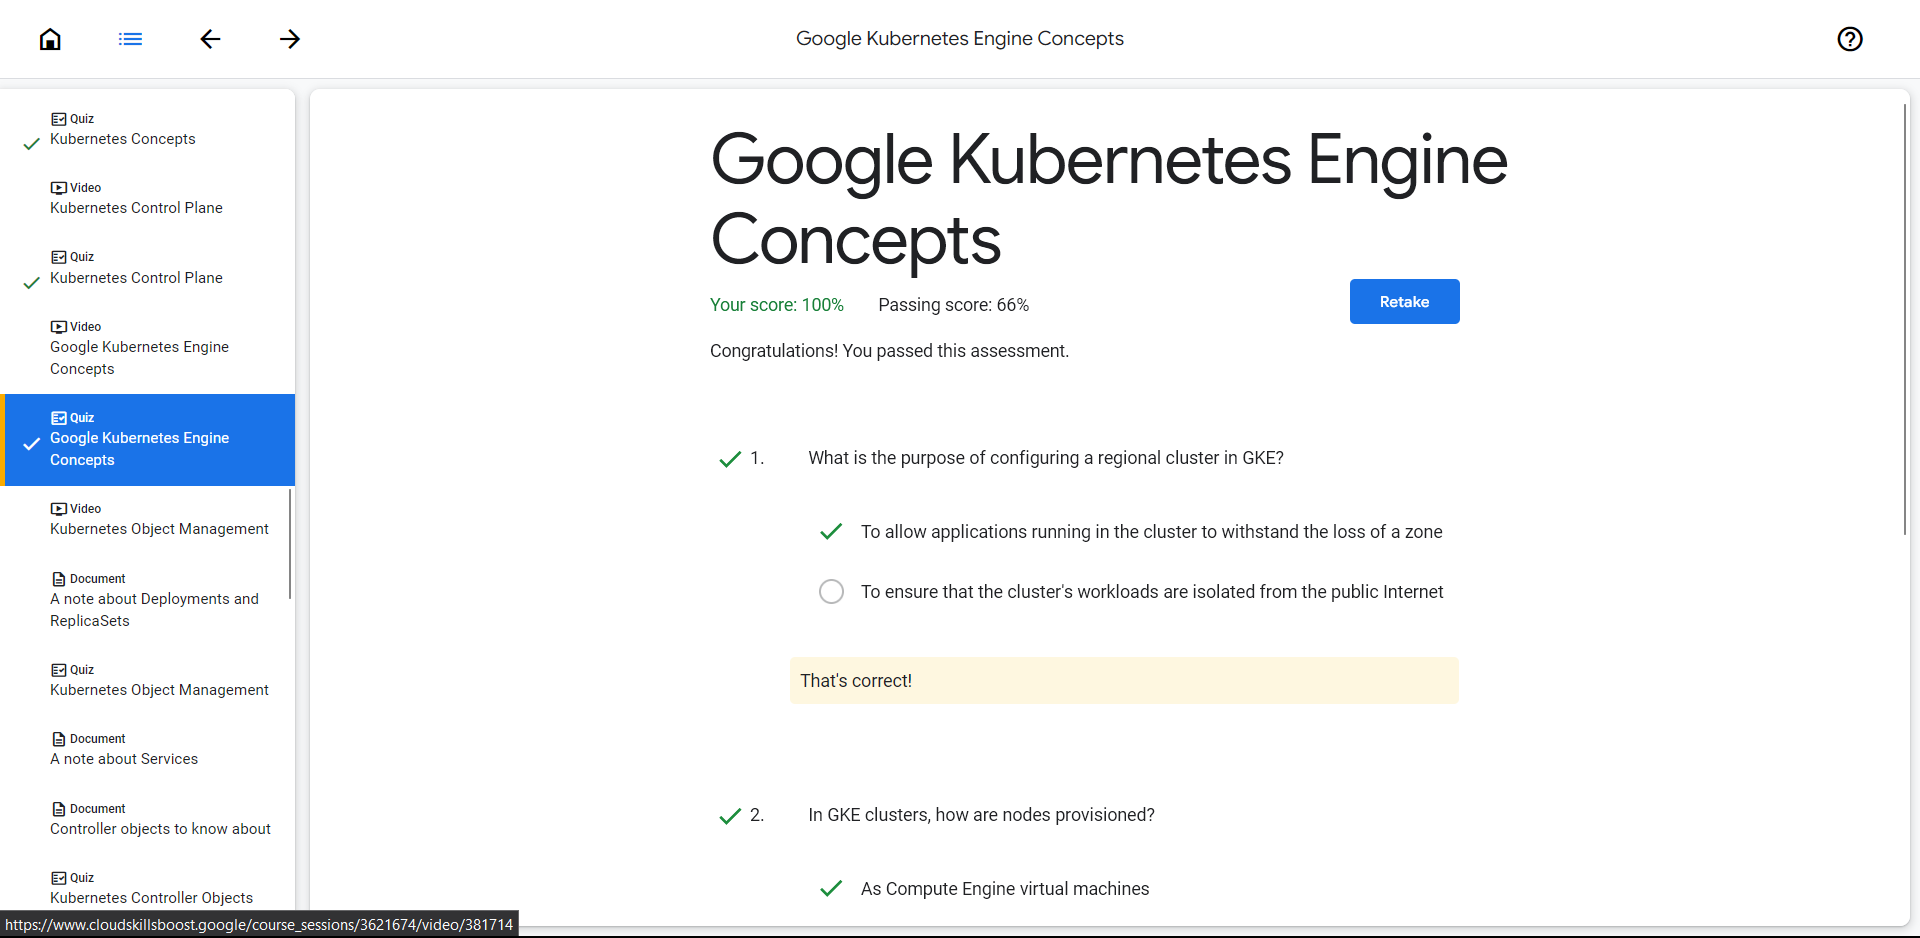 Google Kubernetes Engine Concepts
Quiz
Kubernetes Concepts
Video
Kubernetes Control Plane
Quiz
Kubernetes Control Plane
Video
Google Kubernetes Engine
Concepts
Quiz
Google Kubernetes Engine
Concepts
Video
Kubernetes Object Management
Document
A note about Deployments and
ReplicaSets
Quiz
Kubernetes Object Management
Document
A note about Services
Document
Controller objects to know about
Quiz
Kubernetes Controller Objects
https://www.cloudskillsboost.google/course_sessions/3621674/video/381714
Google Kubernetes Engine
Concepts
Your score: 100% Passing score: 66%
Retake
Congratulations! You passed this assessment.
1. What is the purpose of configuring a regional cluster in GKE?
To allow applications running in the cluster to withstand the loss of a zone
To ensure that the cluster's workloads are isolated from the public Internet
That's correct!
2. In GKE clusters, how are nodes provisioned?
As Compute Engine virtual machines